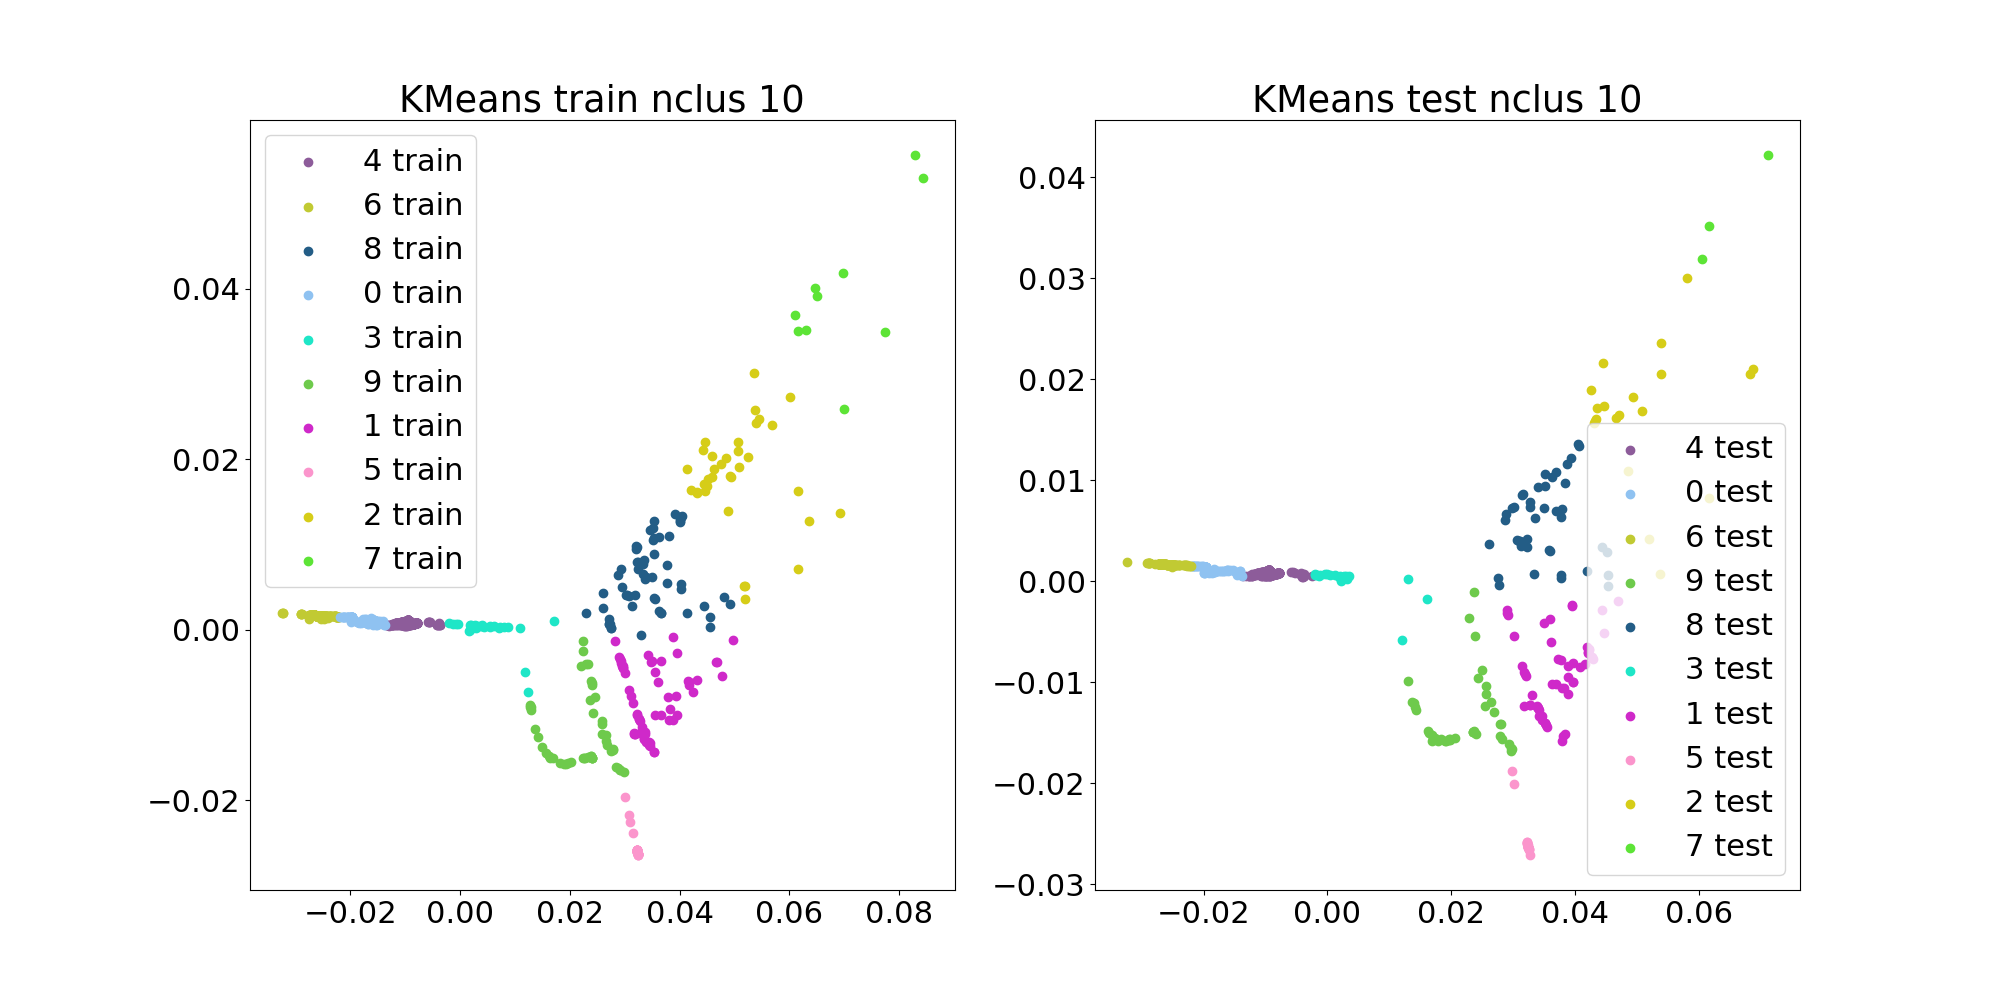 KMeans train nclus 10
4 train
6 train
8 train
0 train
3 train
9 train
1 train
5 train
2 train
7 train
0.04
0.02
0.00
−0.02
−0.02 0.00 0.02 0.04 0.06 0.08
KMeans test nclus 10
4 test
0 test
6 test
9 test
8 test
3 test
1 test
5 test
2 test
7 test
0.04
0.03
0.02
0.01
0.00
−0.01
−0.02
−0.03
−0.02 0.00 0.02 0.04 0.06